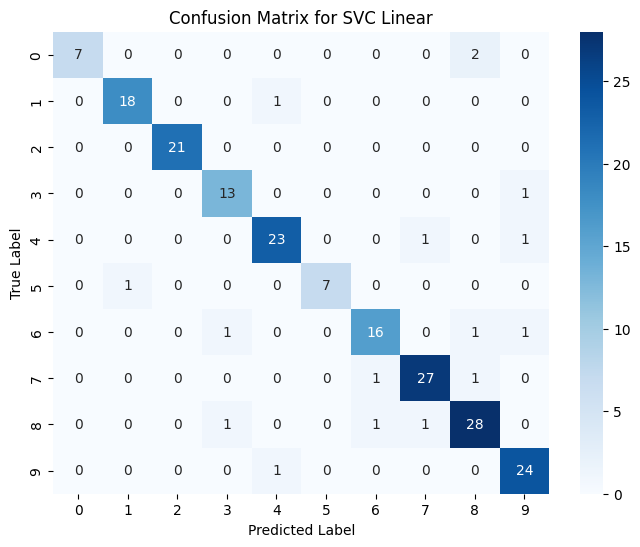 Confusion Matrix for SVC Linear
True Label
0 7 0 0 0 0 0 0 0 2 0
1 0 18 0 0 1 0 0 0 0 0
2 0 0 21 0 0 0 0 0 0 0
3 0 0 0 13 0 0 0 0 0 1
4 0 0 0 0 23 0 0 1 0 1
5 0 1 0 0 0 7 0 0 0 0
6 0 0 0 1 0 0 16 0 1 1
7 0 0 0 0 0 0 1 27 1 0
8 0 0 0 1 0 0 1 1 28 0
9 0 0 0 0 1 0 0 0 0 24
0 1 2 3 4 5 6 7 8 9
Predicted Label
25
20
15
10
5
0